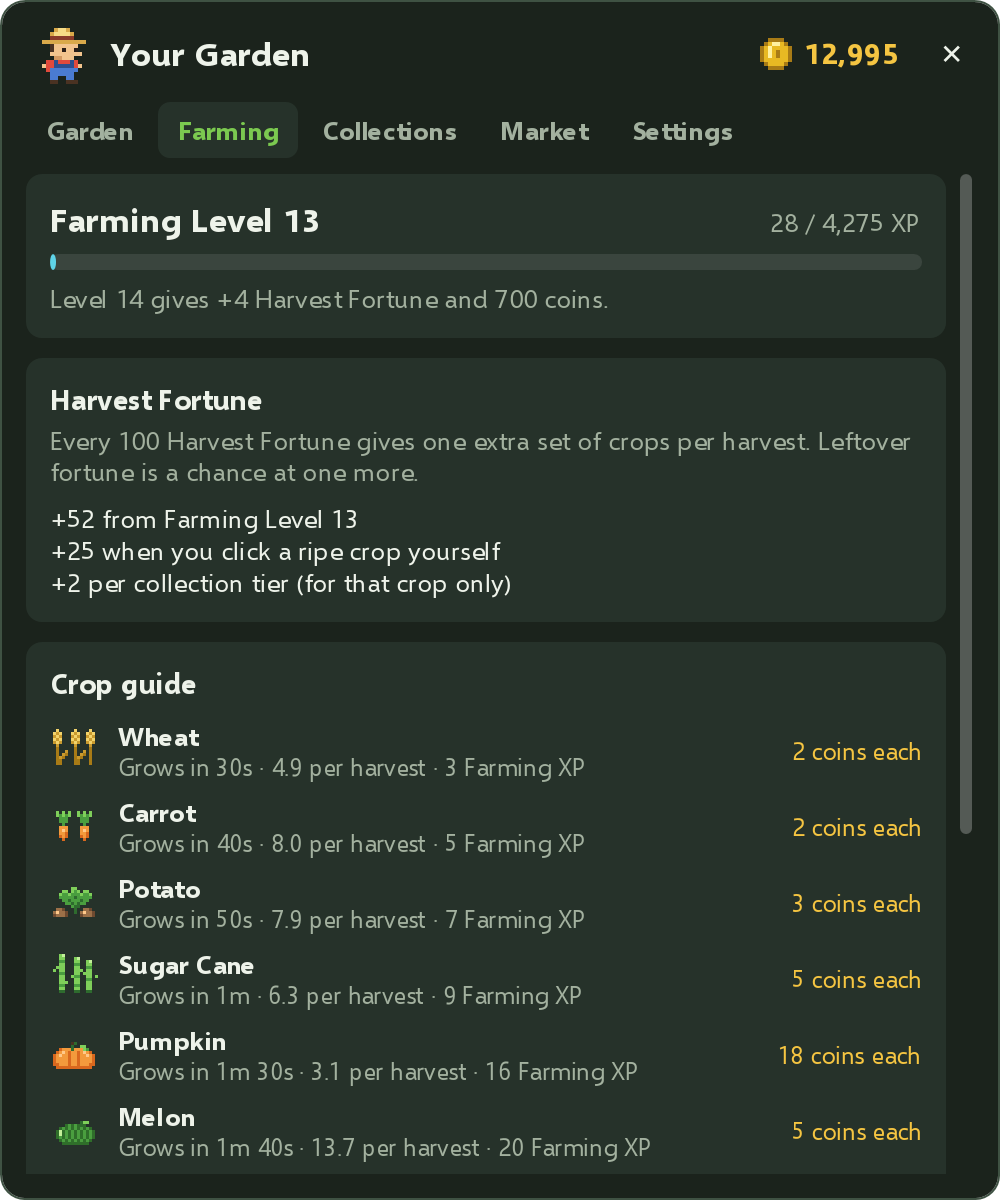 Your Garden
12,995
×
Garden Farming Collections Market Settings
Farming Level 13
28 / 4,275 XP
Level 14 gives +4 Harvest Fortune and 700 coins.
Harvest Fortune
Every 100 Harvest Fortune gives one extra set of crops per harvest. Leftover
fortune is a chance at one more.
+52 from Farming Level 13
+25 when you click a ripe crop yourself
+2 per collection tier (for that crop only)
Crop guide
Wheat
Grows in 30s · 4.9 per harvest · 3 Farming XP
2 coins each
Carrot
Grows in 40s · 8.0 per harvest · 5 Farming XP
2 coins each
Potato
Grows in 50s · 7.9 per harvest · 7 Farming XP
3 coins each
Sugar Cane
Grows in 1m · 6.3 per harvest · 9 Farming XP
5 coins each
Pumpkin
Grows in 1m 30s · 3.1 per harvest · 16 Farming XP
18 coins each
Melon
Grows in 1m 40s · 13.7 per harvest · 20 Farming XP
5 coins each